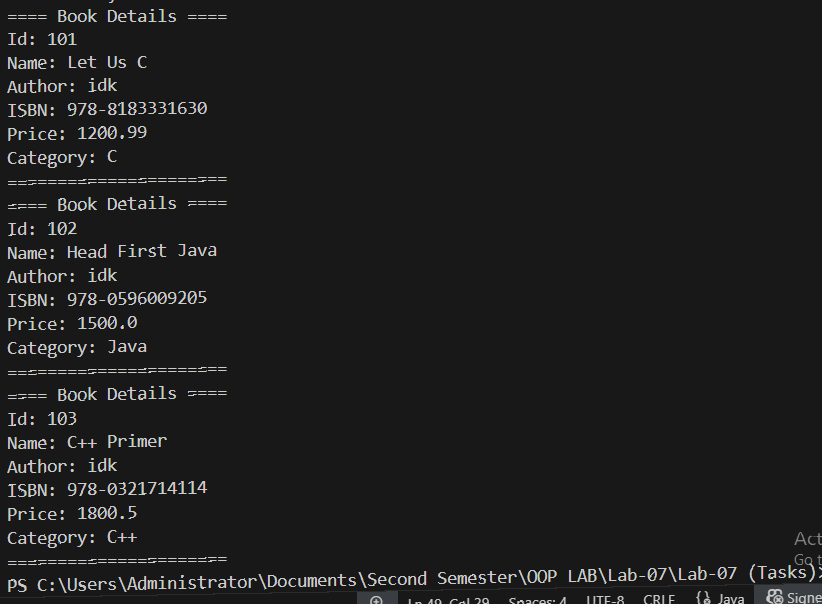 ==== Book Details ====
Id: 101
Name: Let Us C
Author: idk
ISBN: 978-8183331630
Price: 1200.99
Category: C
======================
==== Book Details ====
Id: 102
Name: Head First Java
Author: idk
ISBN: 978-0596009205
Price: 1500.0
Category: Java
======================
==== Book Details ====
Id: 103
Name: C++ Primer
Author: idk
ISBN: 978-0321714114
Price: 1800.5
Category: C++
======================
PS C:\Users\Administrator\Documents\Second Semester\OOP LAB\Lab-07\Lab-07 (Tasks)>
Ln 49, Col 29 Spaces: 4 UTF-8 CRLF {} Java